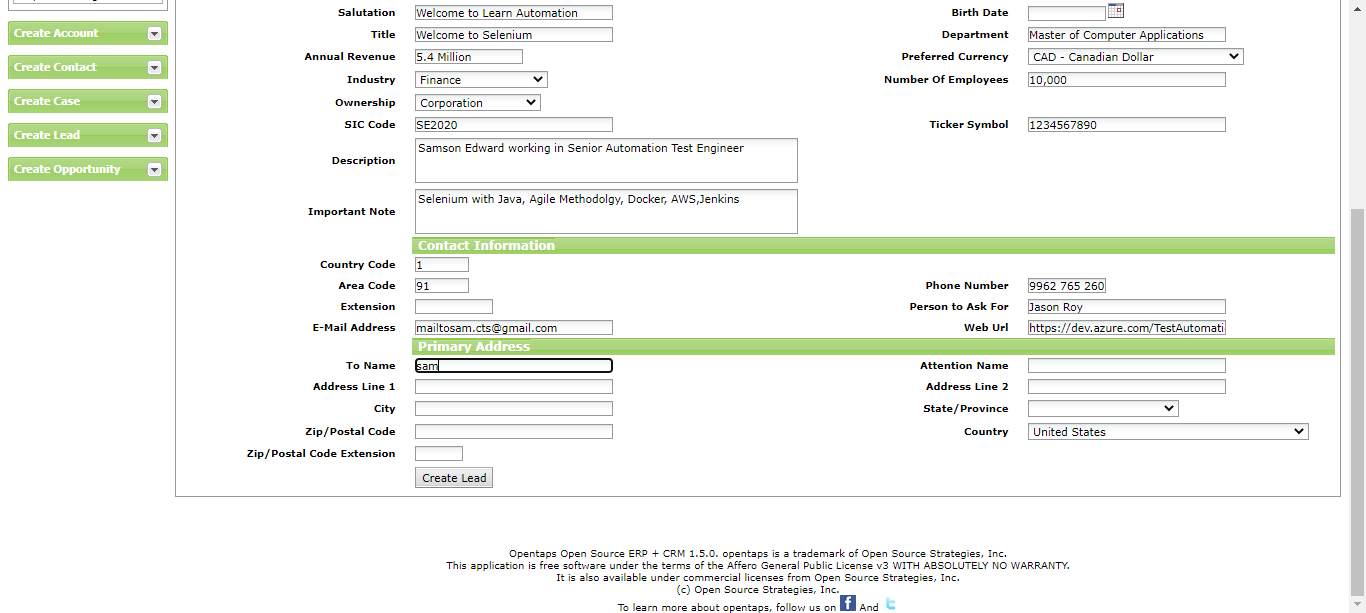 Salutation Welcome to Learn Automation Birth Date
Create Account Title Welcome to Selenium Department Master of Computer Applications
Annual Revenue 5.4 Million Preferred Currency CAD - Canadian Dollar
Create Contact
Industry Finance Number Of Employees 10,000
Create Case Ownership Corporation
SIC Code SE2020 Ticker Symbol 1234567890
Create Lead
Description Samson Edward working in Senior Automation Test Engineer
Create Opportunity
Important Note Selenium with Java, Agile Methodolgy, Docker, AWS,Jenkins
Contact Information
Country Code 1
Area Code 91 Phone Number 9962 765 260
Extension Person to Ask For Jason Roy
E-Mail Address mailtosam.cts@gmail.com Web Url https://dev.azure.com/TestAutomati
Primary Address
To Name sam Attention Name
Address Line 1 Address Line 2
City State/Province
Zip/Postal Code Country United States
Zip/Postal Code Extension
Create Lead
Opentaps Open Source ERP + CRM 1.5.0. opentaps is a trademark of Open Source Strategies, Inc.
This application is free software under the terms of the Affero General Public License v3 WITH ABSOLUTELY NO WARRANTY.
It is also available under commercial licenses from Open Source Strategies, Inc.
(c) Open Source Strategies, Inc.
To learn more about opentaps, follow us on f And t